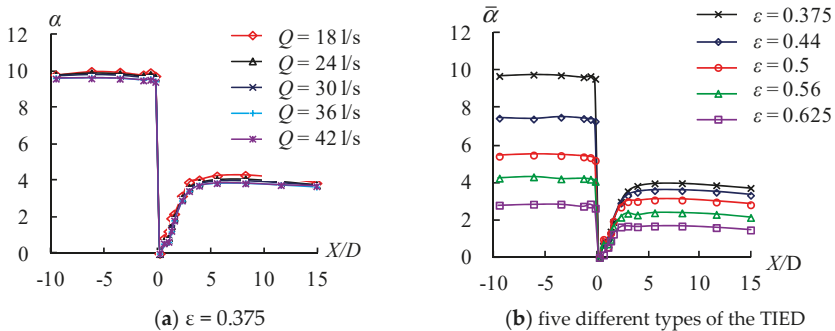 α
12
10
8
6
4
2
0
-10 -5 0 5 10 15
X/D
Q = 18 l/s
Q = 24 l/s
Q = 30 l/s
Q = 36 l/s
Q = 42 l/s
(a) ε = 0.375
ᾱ
12
10
8
6
4
2
0
-10 -5 0 5 10 15
X/D
ε = 0.375
ε = 0.44
ε = 0.5
ε = 0.56
ε = 0.625
(b) five different types of the TIED